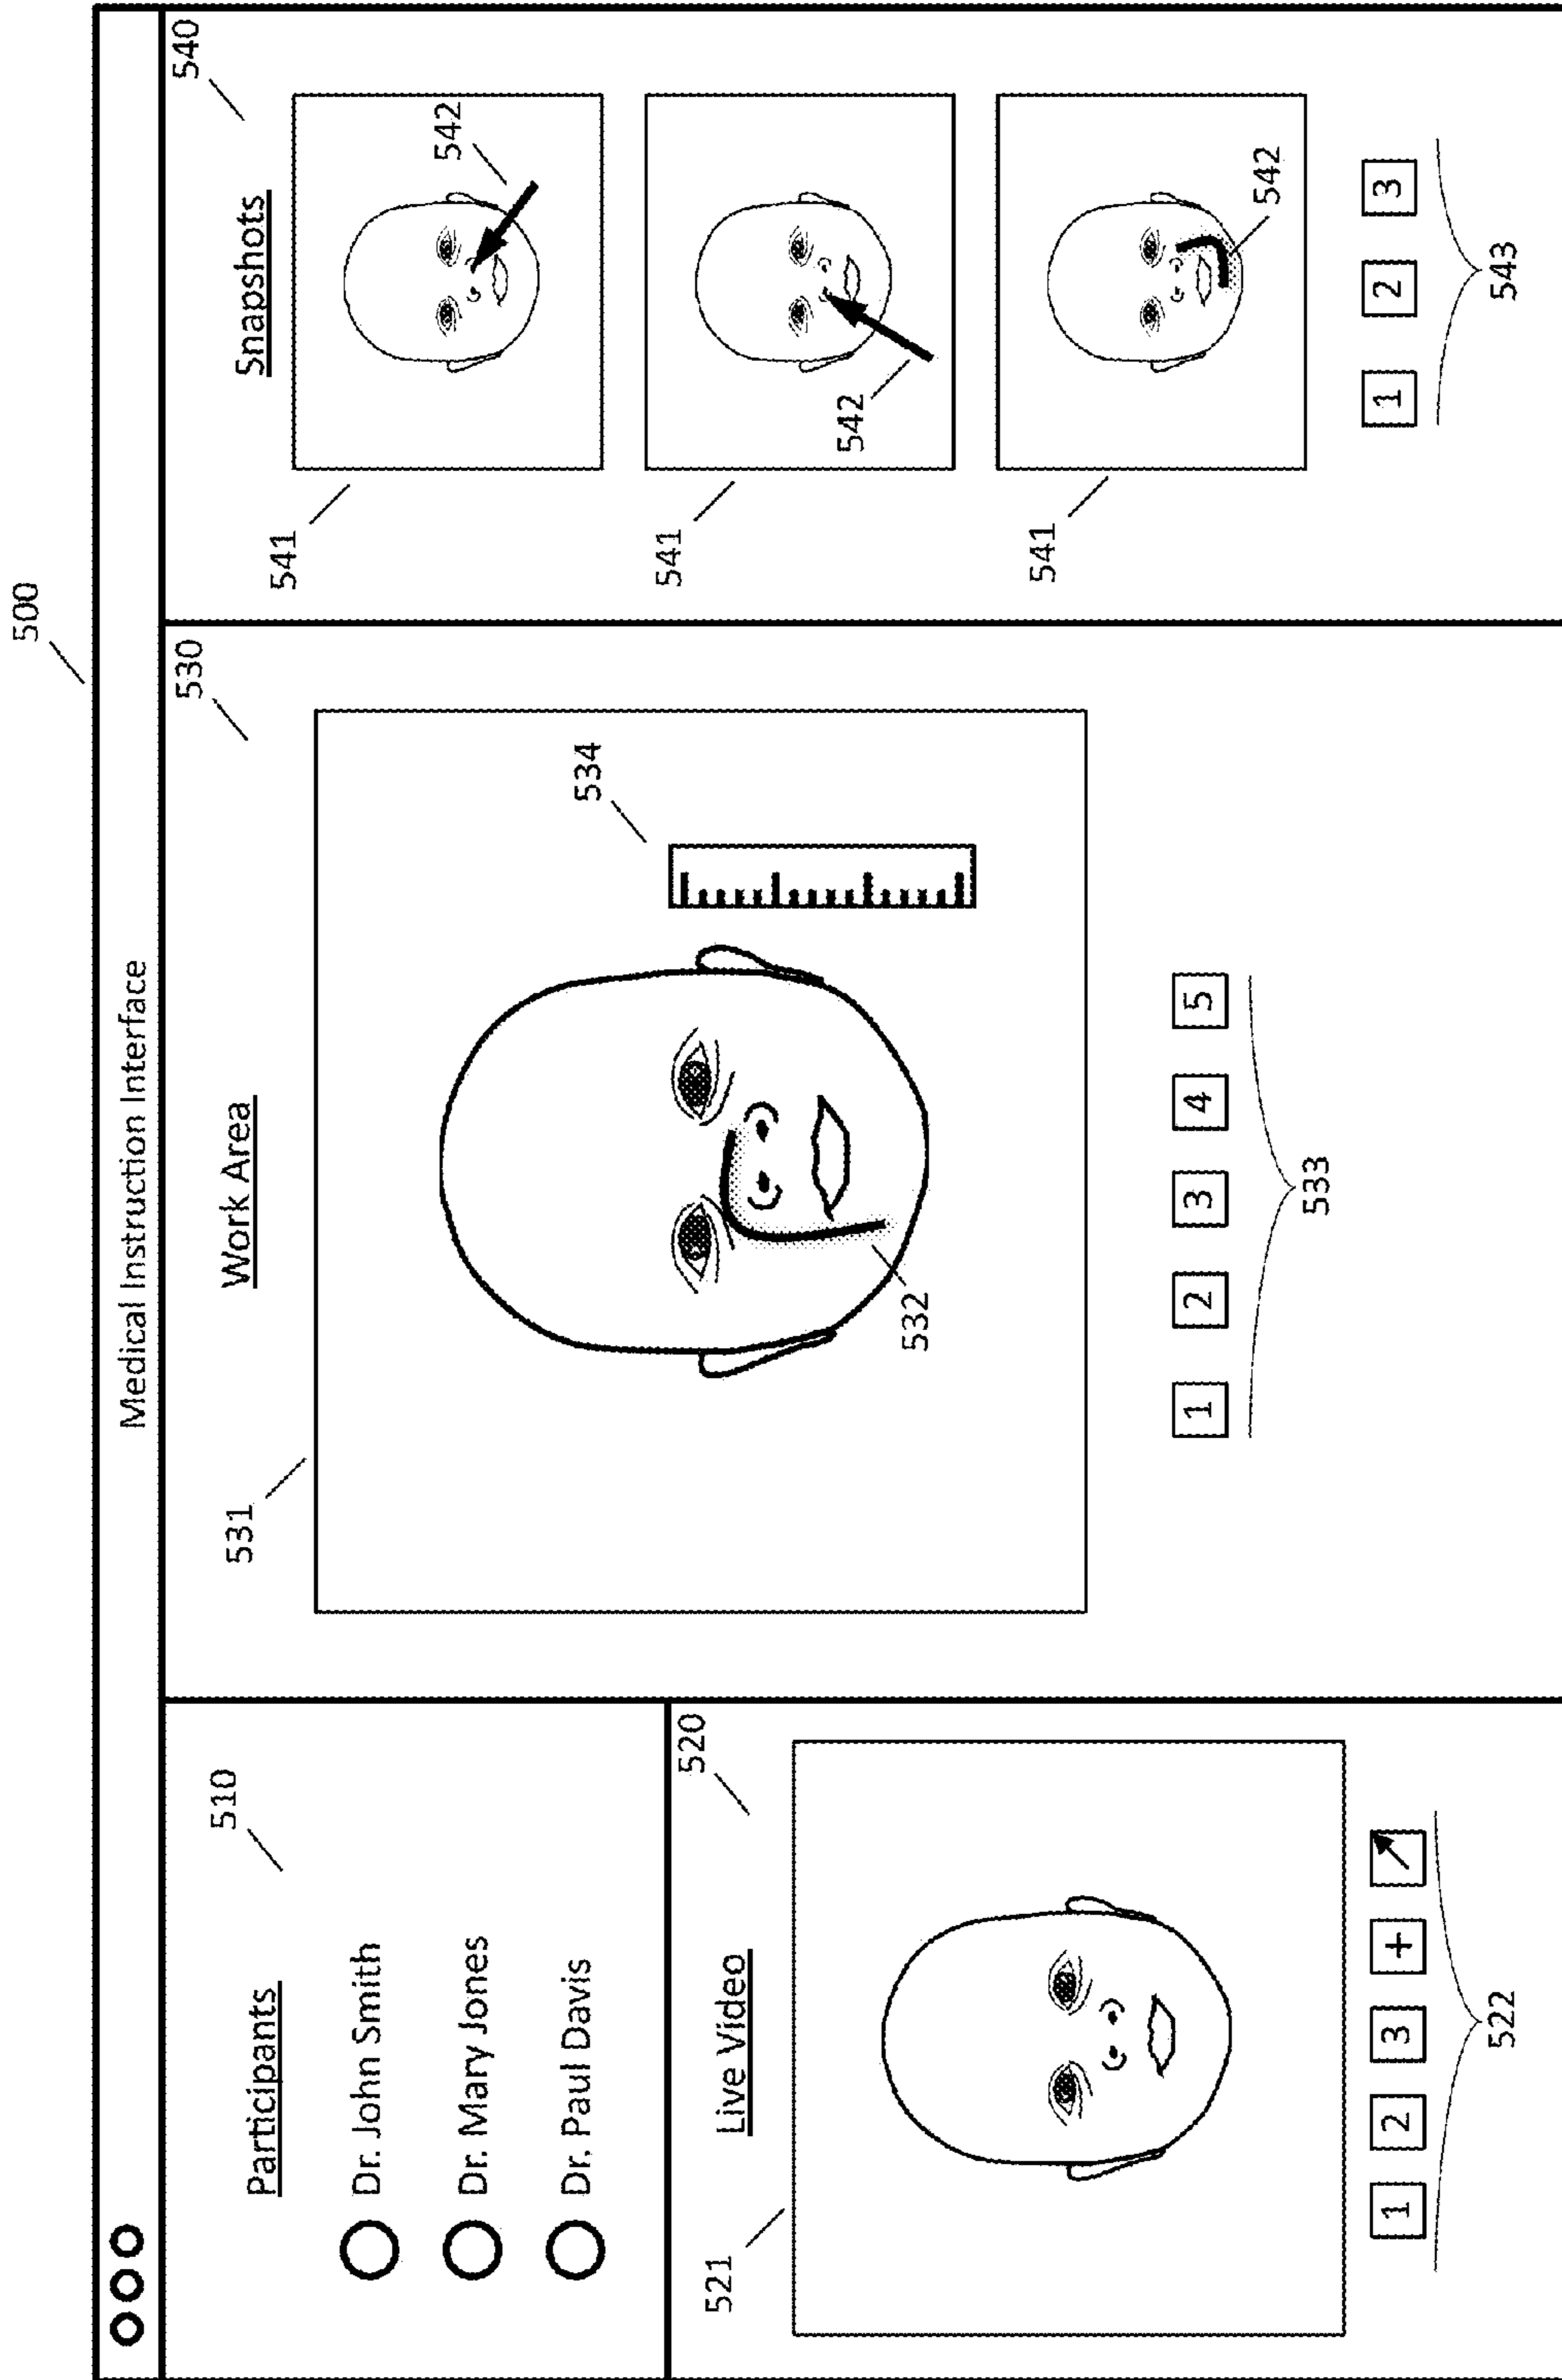 500
Medical Instruction Interface
510
Participants
Dr. John Smith
Dr. Mary Jones
Dr. Paul Davis
520
Live Video
521
1 2 3 +
522
530
Work Area
531
534
532
1 2 3 4 5
533
540
Snapshots
541
542
541
542
541
542
1 2 3
543